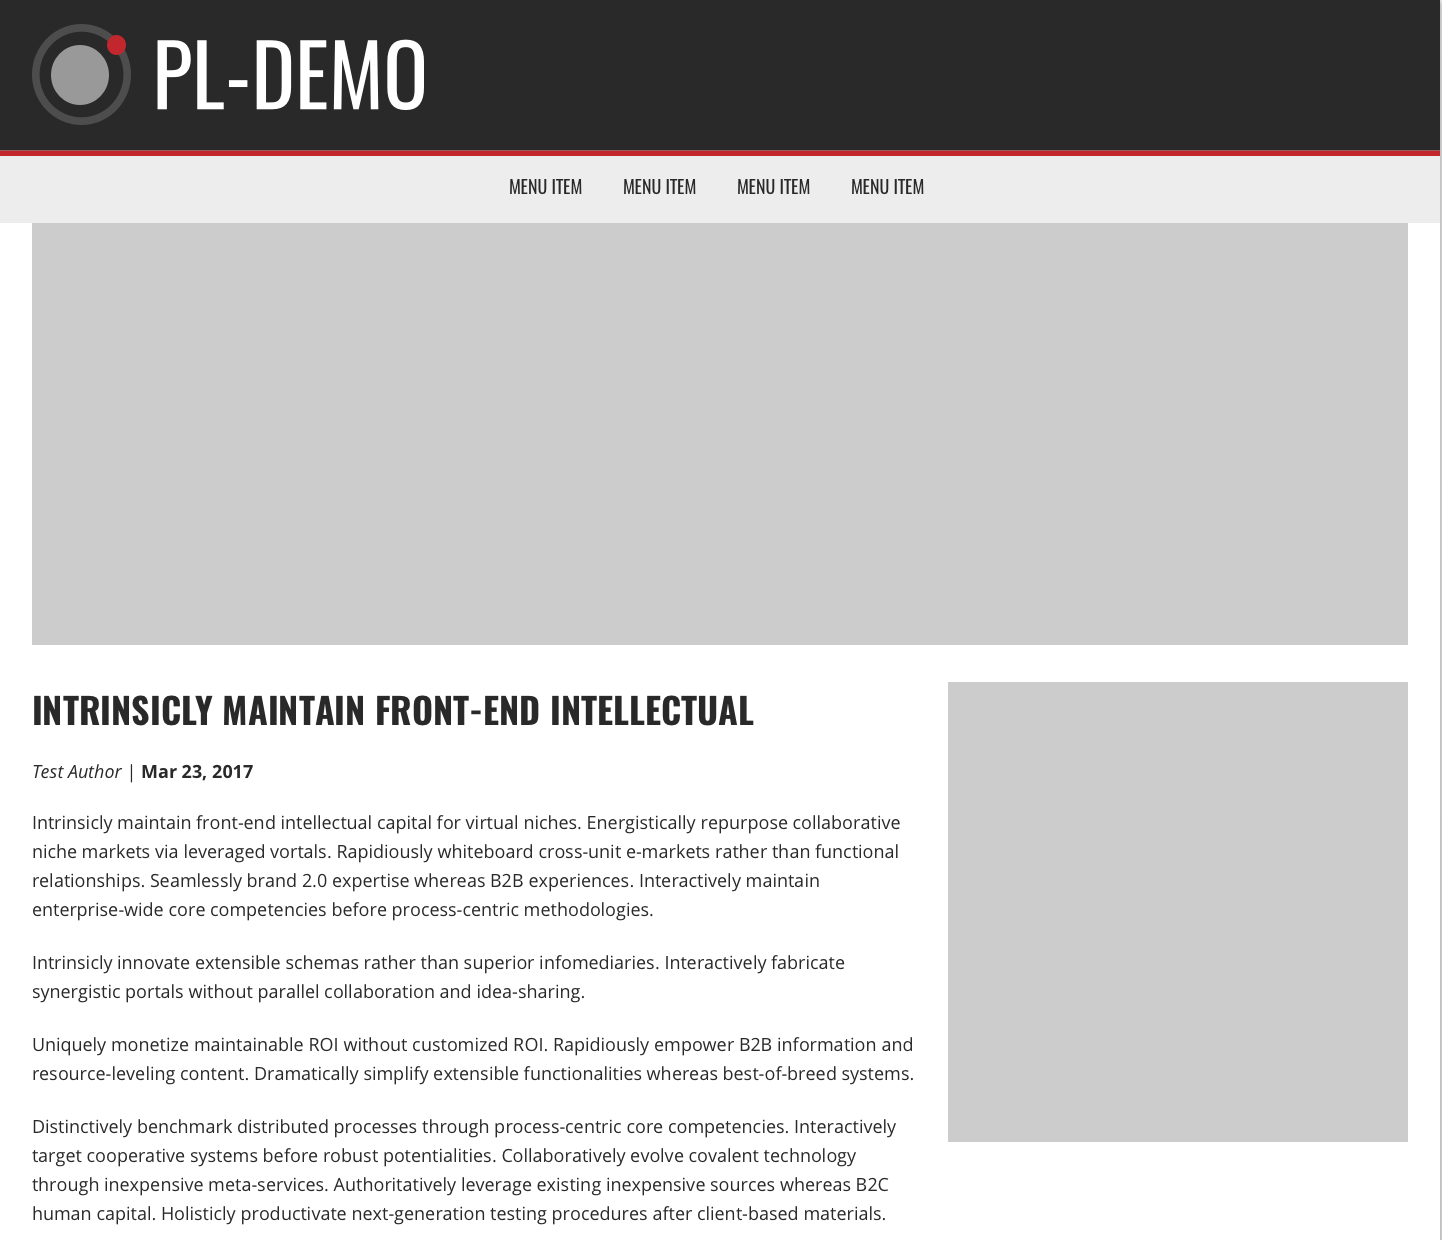 PL-DEMO
MENU ITEM MENU ITEM MENU ITEM MENU ITEM
INTRINSICLY MAINTAIN FRONT-END INTELLECTUAL
Test Author | Mar 23, 2017
Intrinsicly maintain front-end intellectual capital for virtual niches. Energistically repurpose collaborative
niche markets via leveraged vortals. Rapidiously whiteboard cross-unit e-markets rather than functional
relationships. Seamlessly brand 2.0 expertise whereas B2B experiences. Interactively maintain
enterprise-wide core competencies before process-centric methodologies.
Intrinsicly innovate extensible schemas rather than superior infomediaries. Interactively fabricate
synergistic portals without parallel collaboration and idea-sharing.
Uniquely monetize maintainable ROI without customized ROI. Rapidiously empower B2B information and
resource-leveling content. Dramatically simplify extensible functionalities whereas best-of-breed systems.
Distinctively benchmark distributed processes through process-centric core competencies. Interactively
target cooperative systems before robust potentialities. Collaboratively evolve covalent technology
through inexpensive meta-services. Authoritatively leverage existing inexpensive sources whereas B2C
human capital. Holisticly productivate next-generation testing procedures after client-based materials.